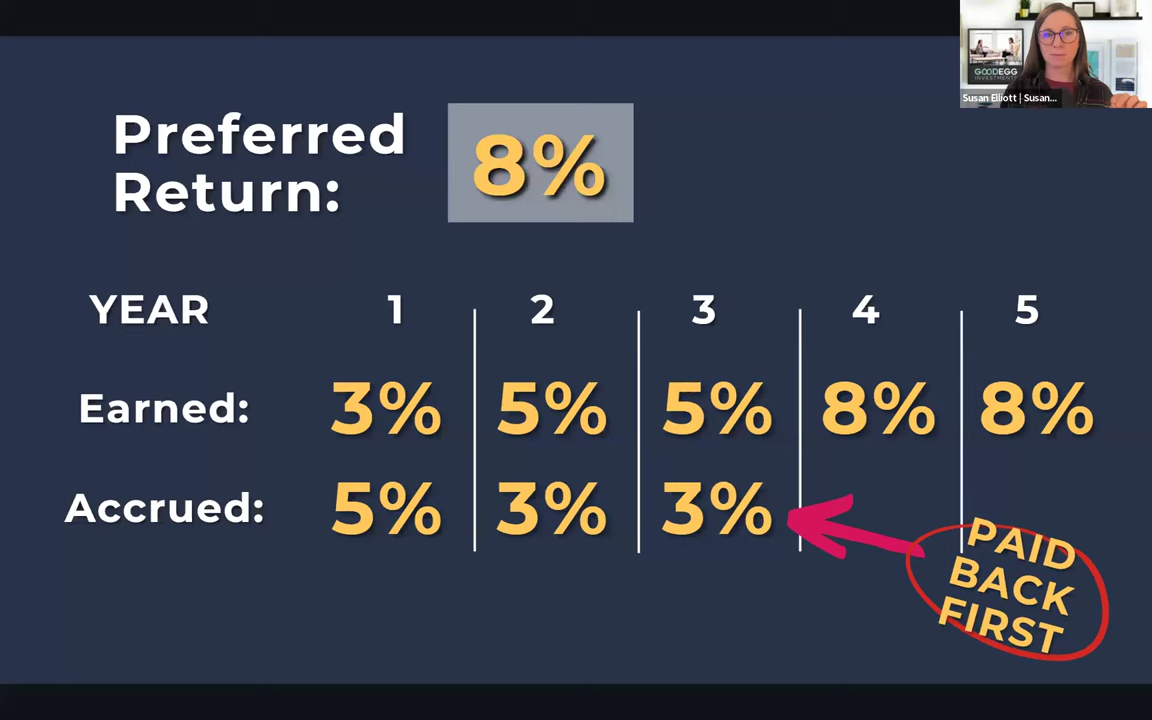 GOODEGG
INVESTMENTS
Susan Elliott | Susan...
Preferred
Return:
8%
YEAR 1 2 3 4 5
Earned: 3% 5% 5% 8% 8%
Accrued: 5% 3% 3%
PAID
BACK
FIRST